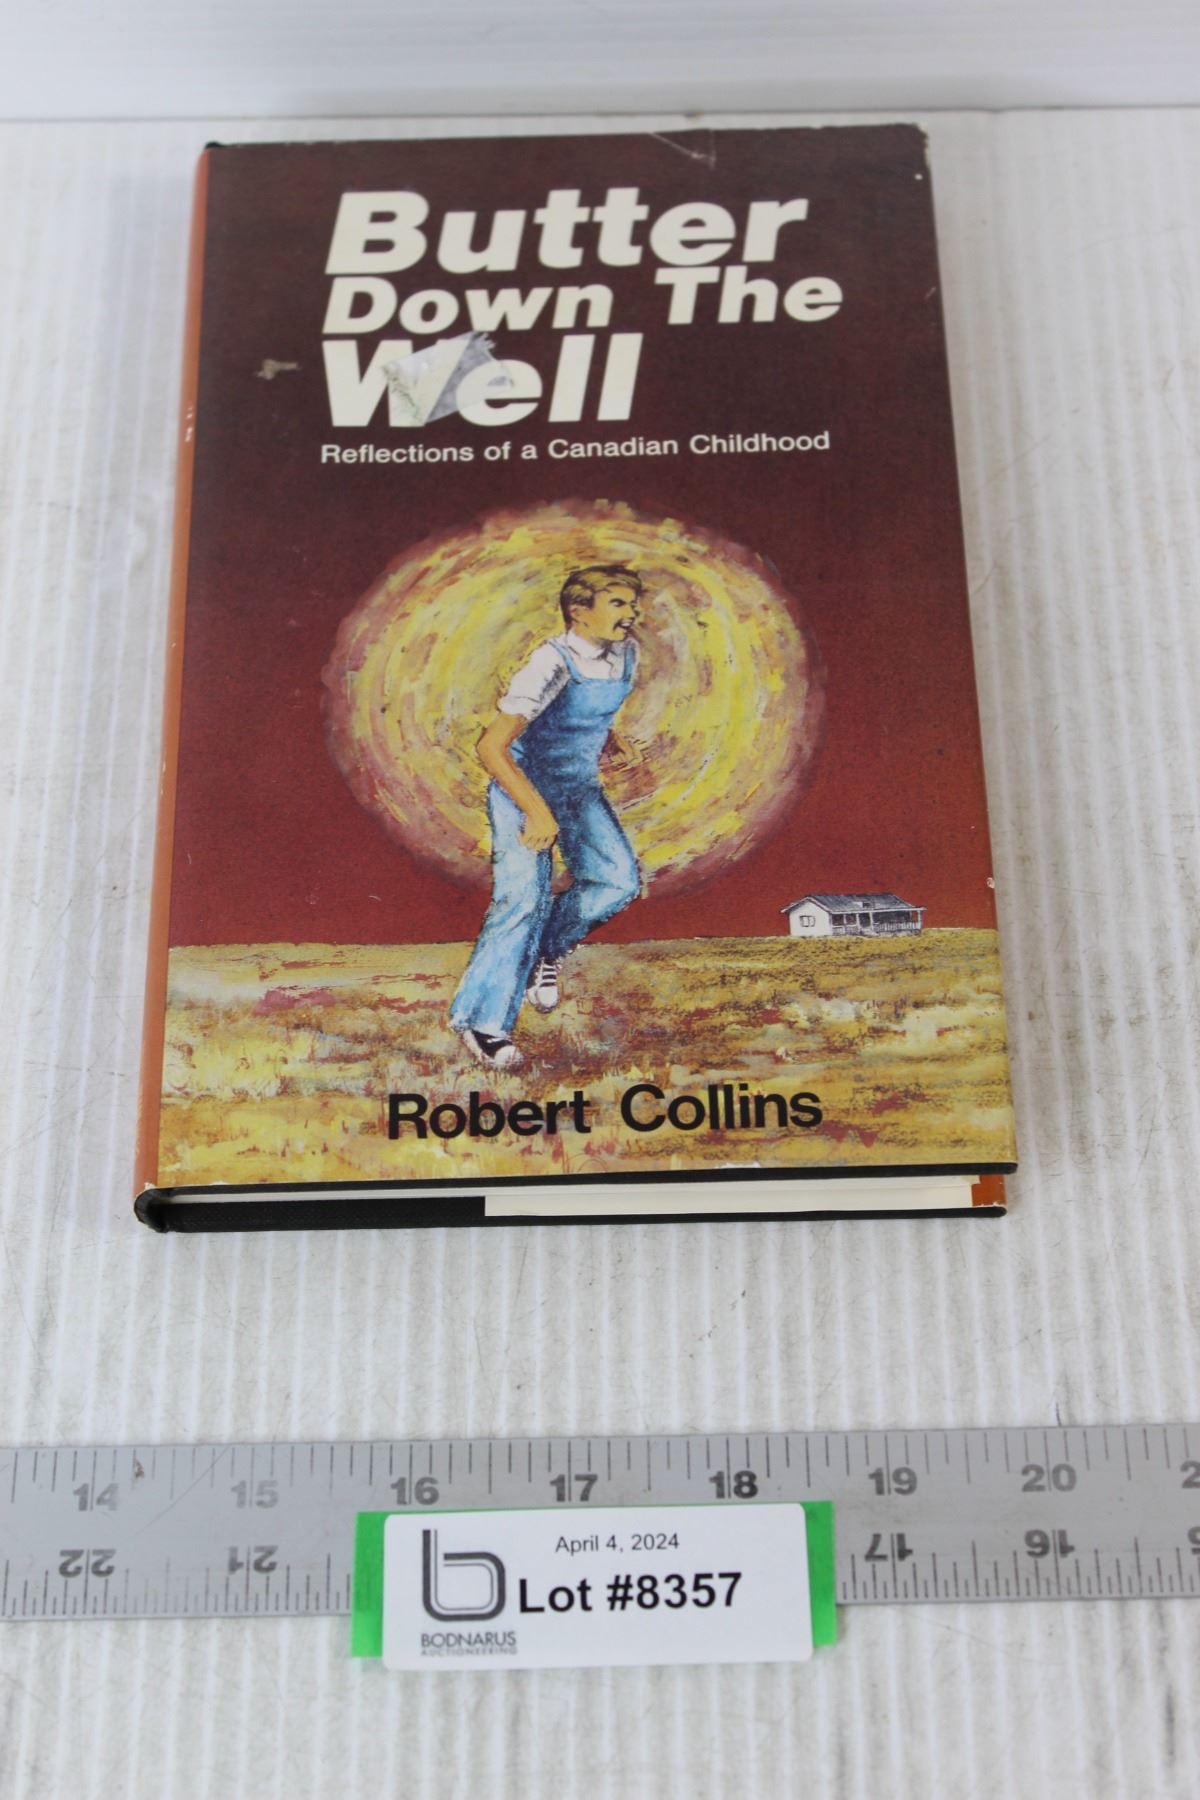 Butter
Down The
Well
Reflections of a Canadian Childhood
Robert Collins
14 15 16 17 18 19 20
22 21 17 16
April 4, 2024
Lot #8357
BODNARUS
AUCTIONEERING